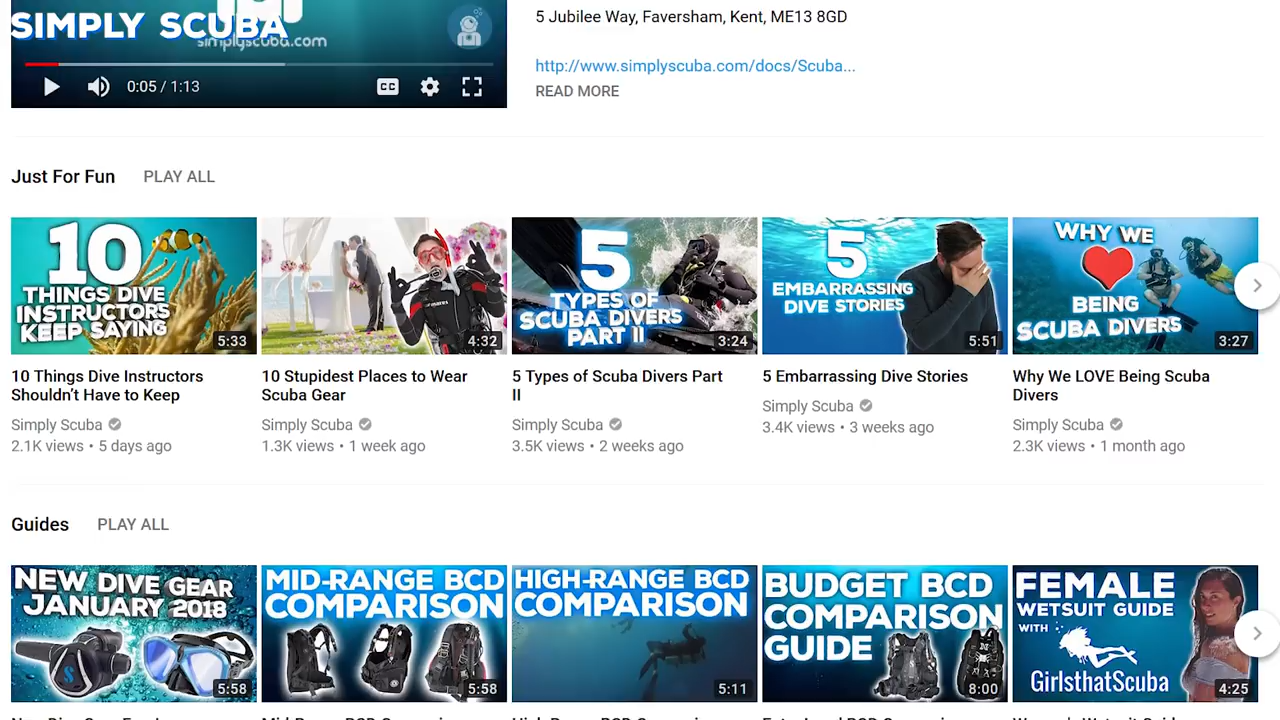 SIMPLY SCUBA
simplyscuba.com
0:05 / 1:13
CC
5 Jubilee Way, Faversham, Kent, ME13 8GD
http://www.simplyscuba.com/docs/Scuba...
READ MORE
Just For Fun PLAY ALL
10
THINGS DIVE
INSTRUCTORS
KEEP SAYING
5:33
4:32
5
TYPES OF
SCUBA DIVERS
PART II
3:24
5
EMBARRASSING
DIVE STORIES
5:51
WHY WE
BEING
SCUBA DIVERS
3:27
10 Things Dive Instructors
Shouldn’t Have to Keep
Simply Scuba
2.1K views • 5 days ago
10 Stupidest Places to Wear
Scuba Gear
Simply Scuba
1.3K views • 1 week ago
5 Types of Scuba Divers Part
II
Simply Scuba
3.5K views • 2 weeks ago
5 Embarrassing Dive Stories
Simply Scuba
3.4K views • 3 weeks ago
Why We LOVE Being Scuba
Divers
Simply Scuba
2.3K views • 1 month ago
Guides PLAY ALL
NEW DIVE GEAR
JANUARY 2018
5:58
MID-RANGE BCD
COMPARISON
5:58
HIGH-RANGE BCD
COMPARISON
5:11
BUDGET BCD
COMPARISON
GUIDE
8:00
FEMALE
WETSUIT GUIDE
WITH
GirlsthatScuba
4:25